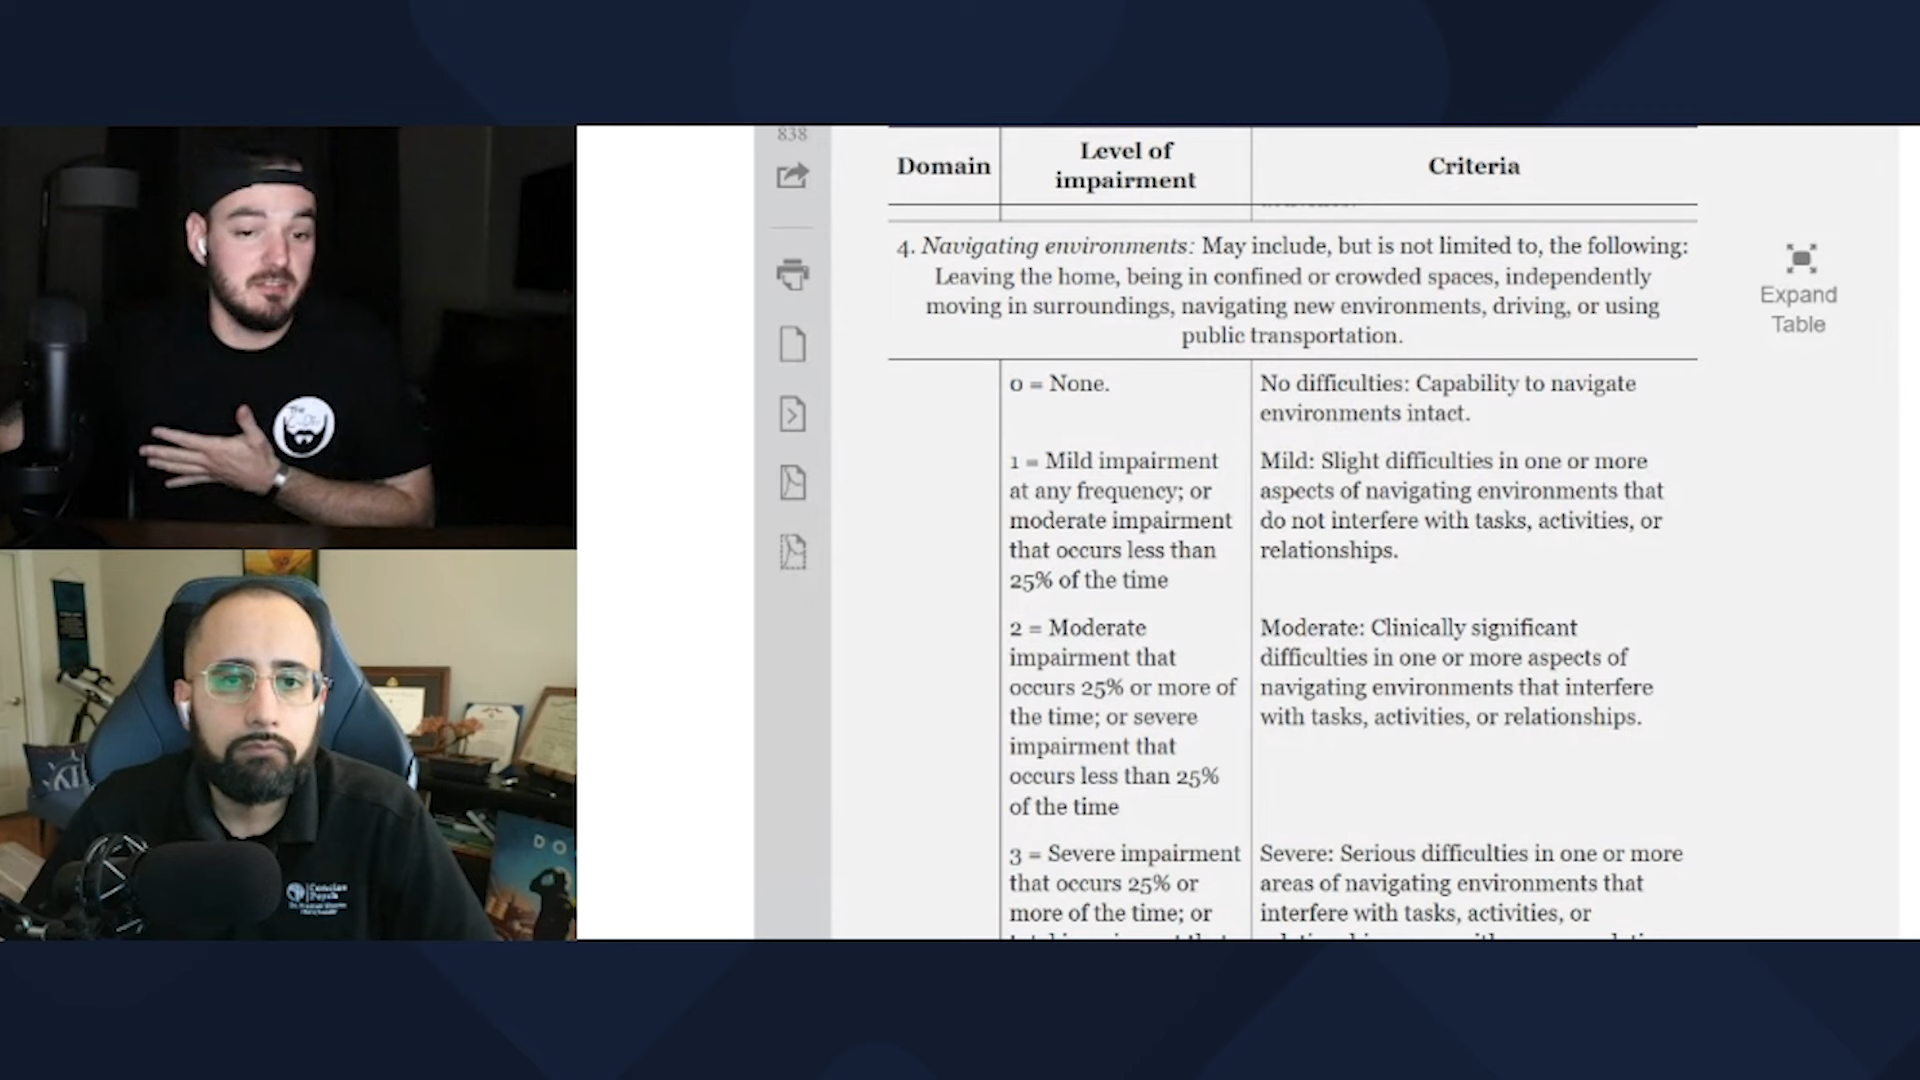 838
Domain
Level of
impairment
Criteria
4. Navigating environments: May include, but is not limited to, the following:
Leaving the home, being in confined or crowded spaces, independently
moving in surroundings, navigating new environments, driving, or using
public transportation.
Expand
Table
0 = None.
No difficulties: Capability to navigate
environments intact.
1 = Mild impairment
at any frequency; or
moderate impairment
that occurs less than
25% of the time
Mild: Slight difficulties in one or more
aspects of navigating environments that
do not interfere with tasks, activities, or
relationships.
2 = Moderate
impairment that
occurs 25% or more of
the time; or severe
impairment that
occurs less than 25%
of the time
Moderate: Clinically significant
difficulties in one or more aspects of
navigating environments that interfere
with tasks, activities, or relationships.
3 = Severe impairment
that occurs 25% or
more of the time; or
Severe: Serious difficulties in one or more
areas of navigating environments that
interfere with tasks, activities, or
The
DO